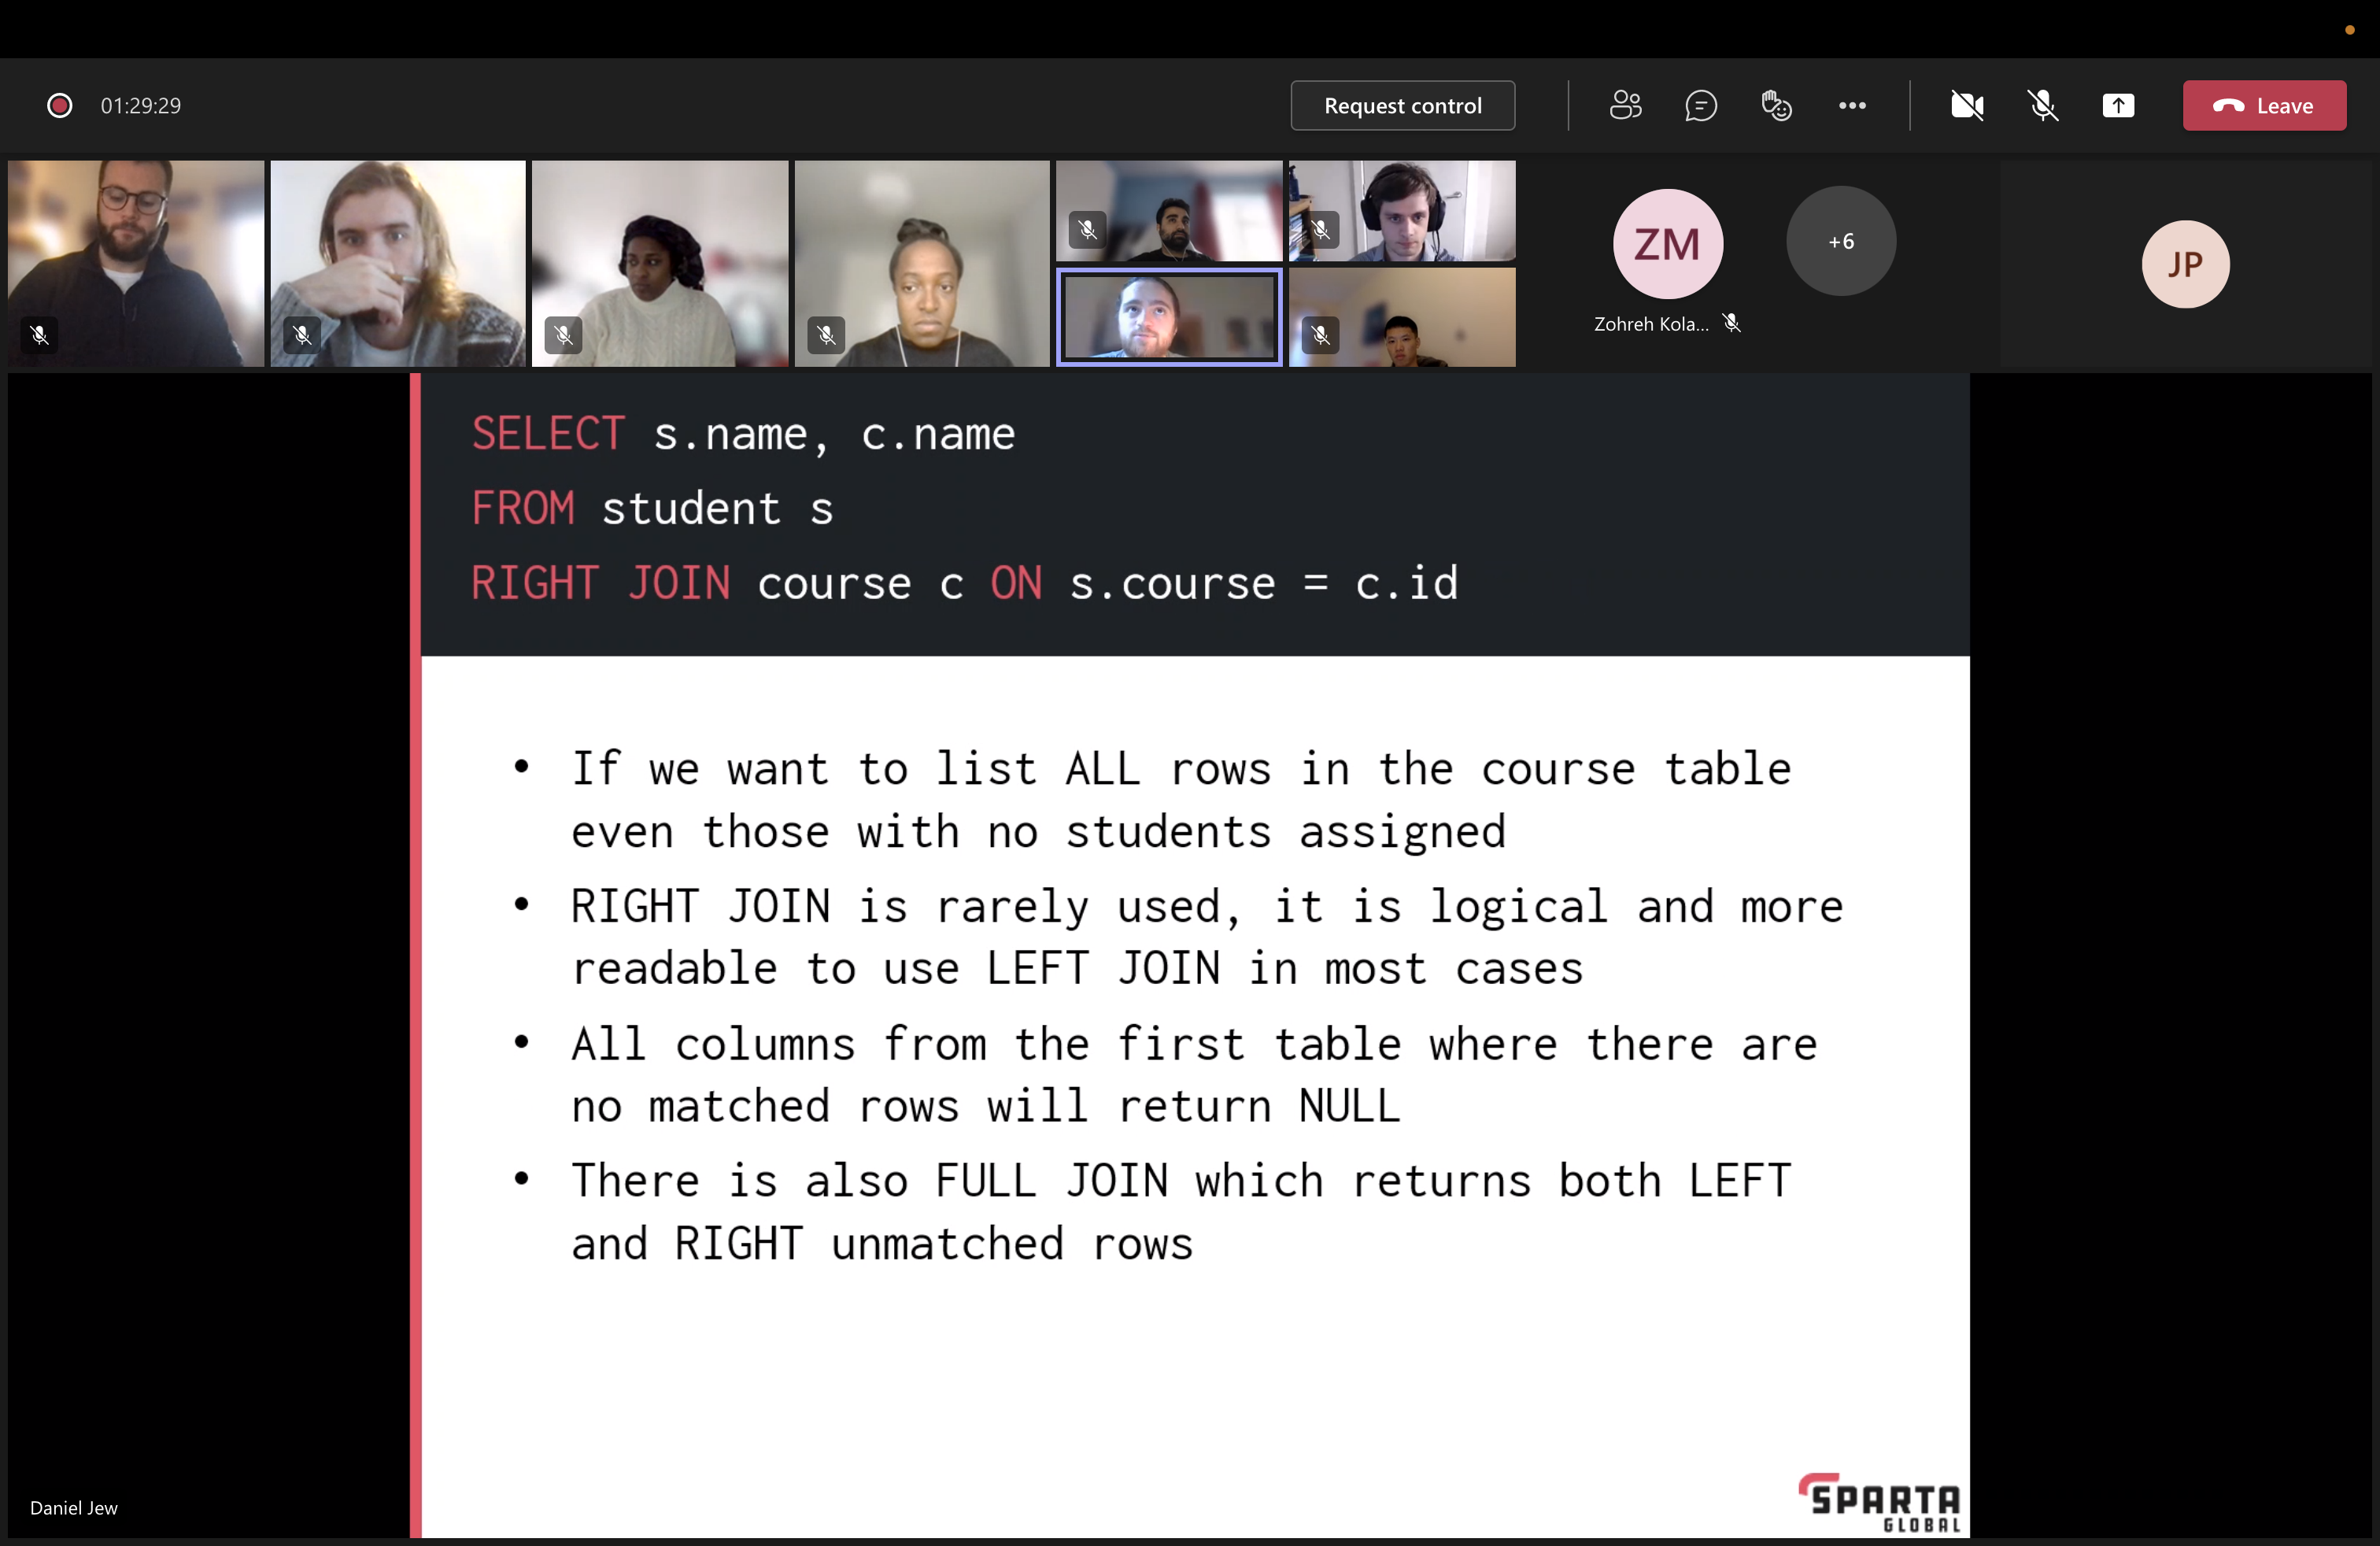 01:29:29
Request control
Leave
ZM
+6
JP
Zohreh Kola...
SELECT s.name, c.name
FROM student s
RIGHT JOIN course c ON s.course = c.id
• If we want to list ALL rows in the course table
even those with no students assigned
• RIGHT JOIN is rarely used, it is logical and more
readable to use LEFT JOIN in most cases
• All columns from the first table where there are
no matched rows will return NULL
• There is also FULL JOIN which returns both LEFT
and RIGHT unmatched rows
Daniel Jew
SPARTA
GLOBAL